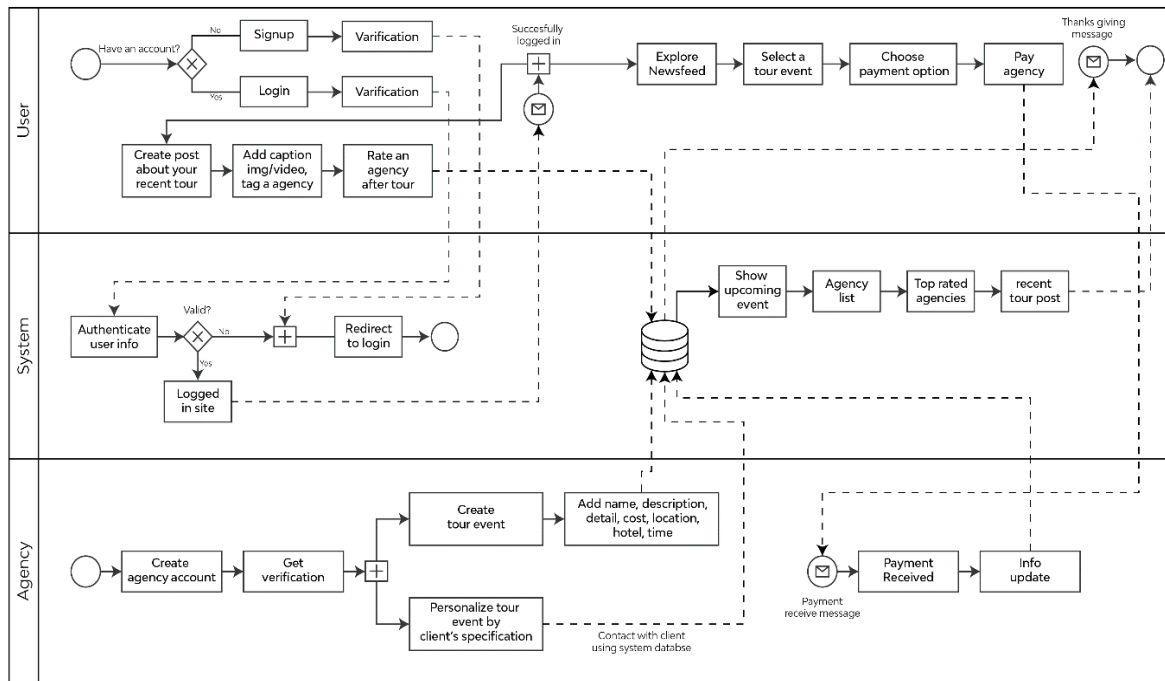 User
Have an account?
No
Signup
Varification
Yes
Login
Varification
Succesfully
logged in
Explore
Newsfeed
Select a
tour event
Choose
payment option
Pay
agency
Thanks giving
message
Create post
about your
recent tour
Add caption
img/video,
tag a agency
Rate an
agency
after tour
System
Authenticate
user info
Valid?
No
Yes
Redirect
to login
Logged
in site
Show
upcoming
event
Agency
list
Top rated
agencies
recent
tour post
Agency
Create
agency account
Get
verification
Create
tour event
Add name, description,
detail, cost, location,
hotel, time
Personalize tour
event by
client's specification
Contact with client
using system databse
Payment
receive message
Payment
Received
Info
update